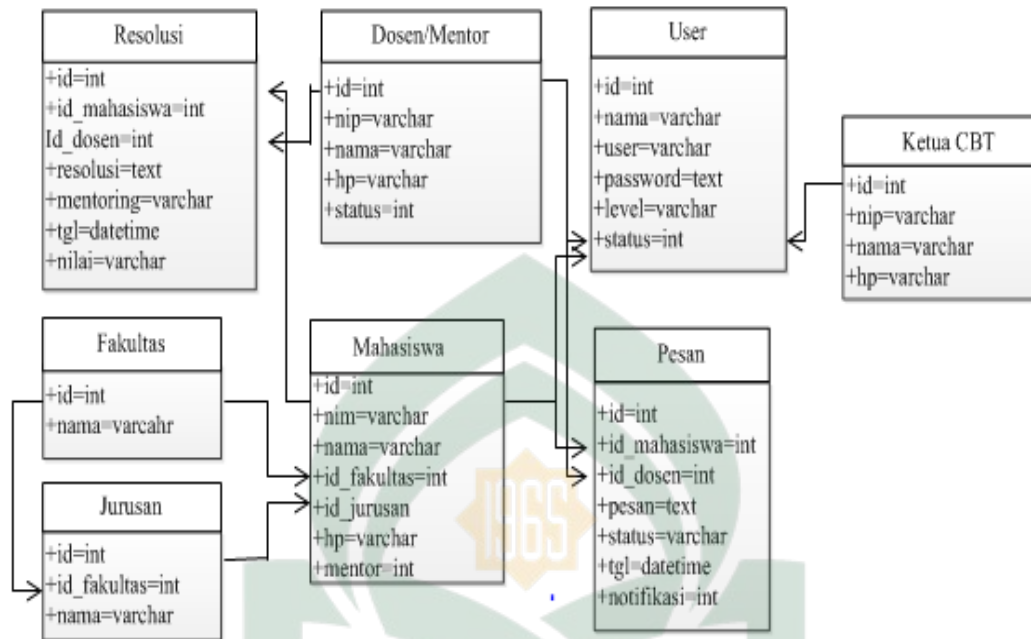 Resolusi
+id=int
+id_mahasiswa=int
Id_dosen=int
+resolusi=text
+mentoring=varchar
+tgl=datetime
+nilai=varchar
Dosen/Mentor
+id=int
+nip=varchar
+nama=varchar
+hp=varchar
+status=int
User
+id=int
+nama=varchar
+user=varchar
+password=text
+level=varchar
+status=int
Ketua CBT
+id=int
+nip=varchar
+nama=varchar
+hp=varchar
Fakultas
+id=int
+nama=varcahr
Jurusan
+id=int
+id_fakultas=int
+nama=varchar
Mahasiswa
+id=int
+nim=varchar
+nama=varchar
+id_fakultas=int
+id_jurusan
+hp=varchar
+mentor=int
Pesan
+id=int
+id_mahasiswa=int
+id_dosen=int
+pesan=text
+status=varchar
+tgl=datetime
+notifikasi=int
1965